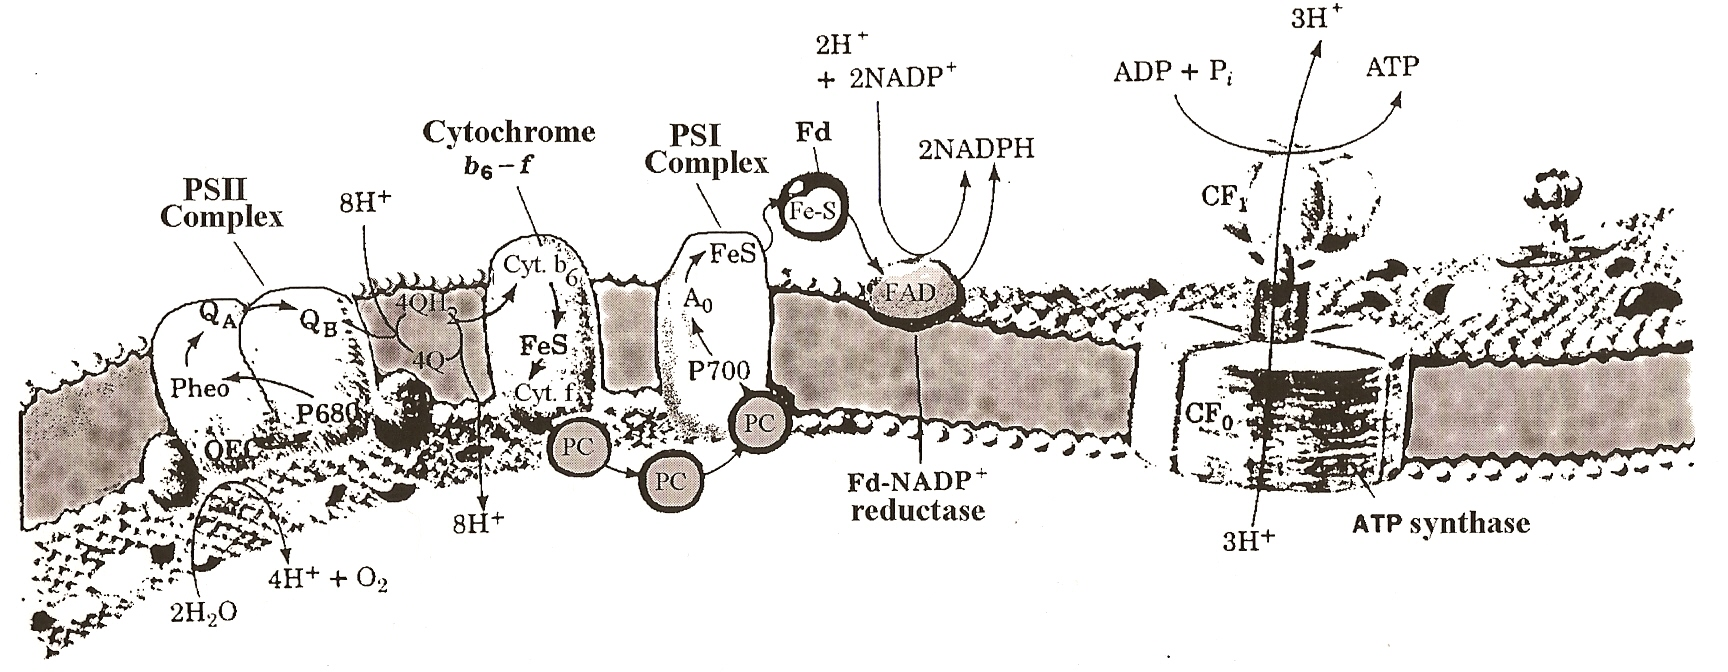 3H⁺
2H⁺
+ 2NADP⁺
ADP + Pᵢ
ATP
Cytochrome
b₆ – f
PSI
Complex
Fd
2NADPH
PSII
Complex
8H⁺
CF₁
Fe-S
FeS
Cyt. b₆
Q_A
Q_B
4QH₂
A₀
FAD
4Q
FeS
Pheo
P700
Cyt. f
P680
OEC
PC
PC
PC
CF₀
Fd-NADP⁺
reductase
8H⁺
3H⁺
ATP synthase
4H⁺ + O₂
2H₂O